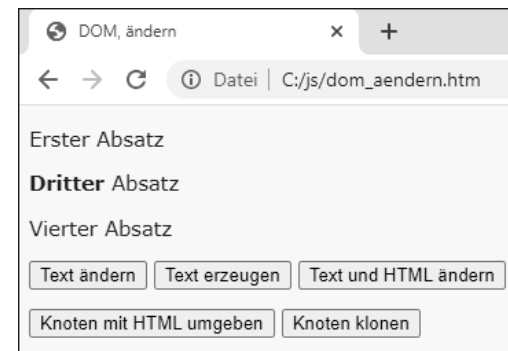 DOM, ändern
Datei | C:/js/dom_aendern.htm
Erster Absatz
Dritter Absatz
Vierter Absatz
Text ändern Text erzeugen Text und HTML ändern
Knoten mit HTML umgeben Knoten klonen